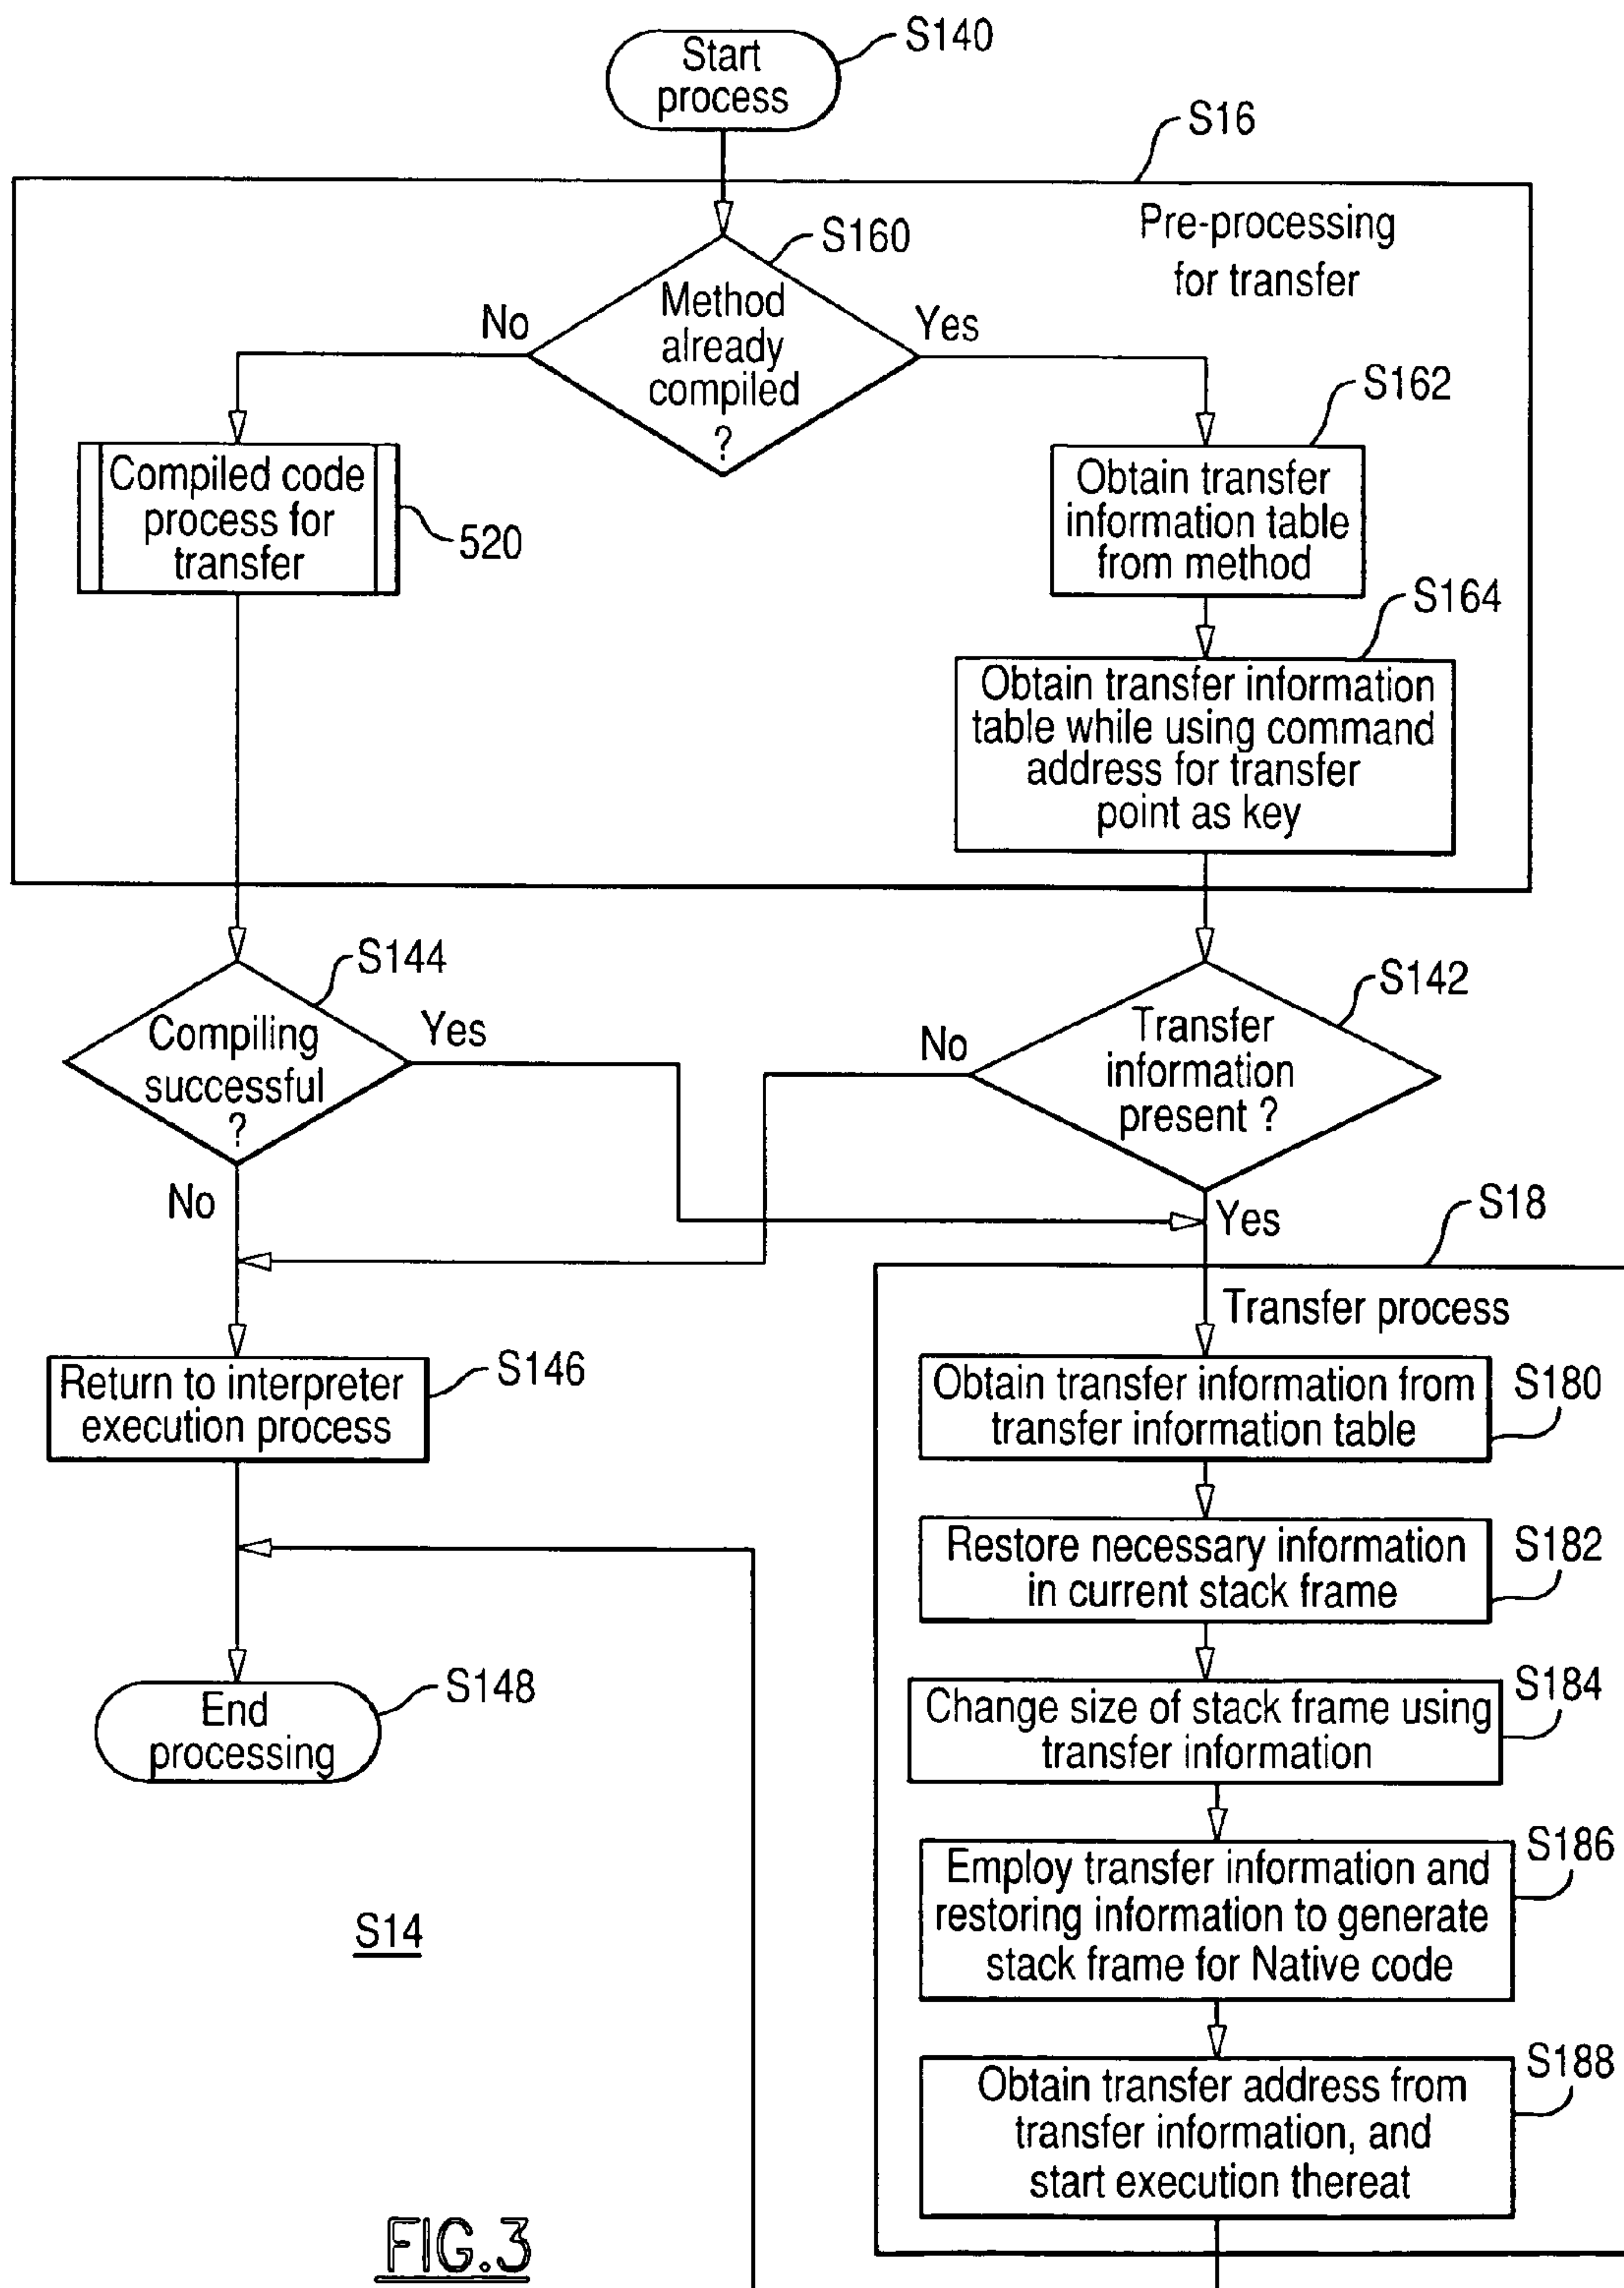 Start
process
S140
S16
Pre-processing
for transfer
S160
Method
already
compiled
?
No
Yes
S162
Compiled code
process for
transfer
520
Obtain transfer
information table
from method
S164
Obtain transfer information
table while using command
address for transfer
point as key
S144
Compiling
successful
?
Yes
No
S142
Transfer
information
present ?
No
Yes
S18
Transfer process
Return to interpreter
execution process
S146
Obtain transfer information from
transfer information table
S180
Restore necessary information
in current stack frame
S182
End
processing
S148
Change size of stack frame using
transfer information
S184
Employ transfer information and
restoring information to generate
stack frame for Native code
S186
S14
Obtain transfer address from
transfer information, and
start execution thereat
S188
FIG.3